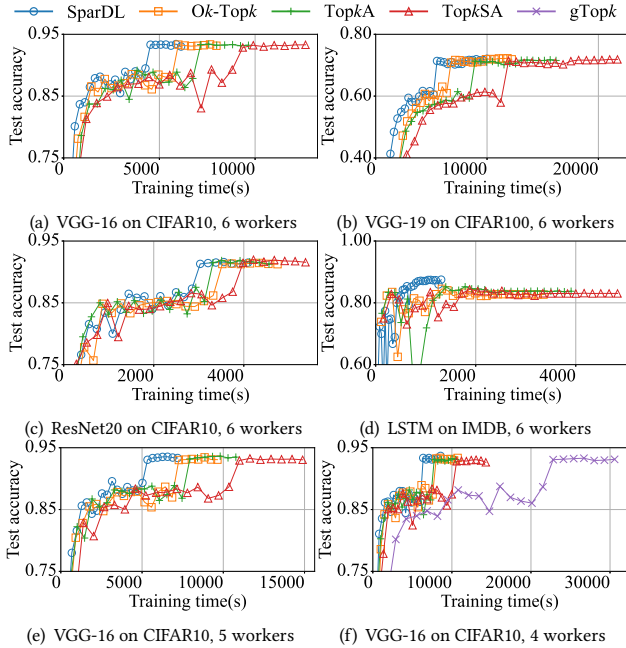 SparDL Ok-Topk TopkA TopkSA gTopk
0.95
0.85
0.75
Test accuracy
5000 10000
Training time(s)
(a) VGG-16 on CIFAR10, 6 workers
0.80
0.60
0.40
Test accuracy
10000 20000
Training time(s)
(b) VGG-19 on CIFAR100, 6 workers
0.95
0.85
0.75
Test accuracy
0 2000 4000
Training time(s)
(c) ResNet20 on CIFAR10, 6 workers
1.00
0.80
0.60
Test accuracy
0 2000 4000
Training time(s)
(d) LSTM on IMDB, 6 workers
0.95
0.85
0.75
Test accuracy
0 5000 10000 15000
Training time(s)
(e) VGG-16 on CIFAR10, 5 workers
0.95
0.85
0.75
Test accuracy
10000 20000 30000
Training time(s)
(f) VGG-16 on CIFAR10, 4 workers